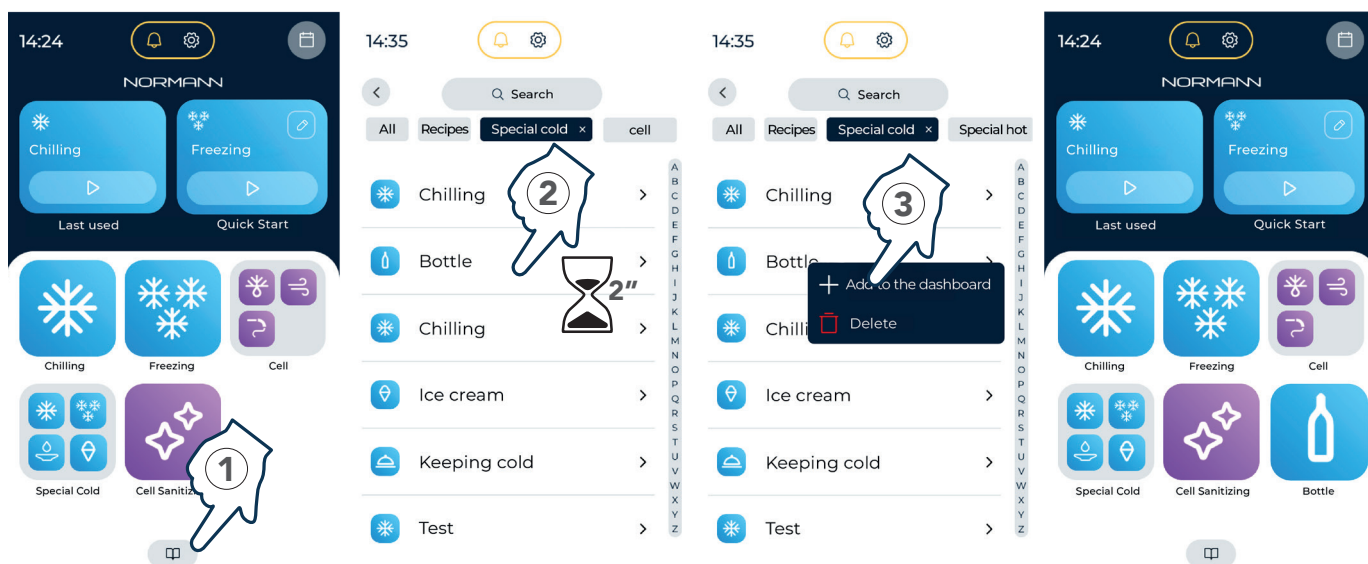 14:24
NORMANN
Chilling
Freezing
Last used
Quick Start
Chilling
Freezing
Cell
Special Cold
Cell Sanitiz
1
14:35
Search
All
Recipes
Special cold ×
cell
Chilling
Bottle
Chilling
Ice cream
Keeping cold
Test
2
2"
A
B
C
D
E
F
G
H
I
J
K
L
M
N
O
P
Q
R
S
T
U
V
W
X
Y
Z
14:35
Search
All
Recipes
Special cold ×
Special hot
Chilling
3
Bottle
Add to the dashboard
Chilli
Delete
Ice cream
Keeping cold
Test
A
B
C
D
E
F
G
H
I
J
K
L
M
N
O
P
Q
R
S
T
U
V
W
X
Y
Z
14:24
NORMANN
Chilling
Freezing
Last used
Quick Start
Chilling
Freezing
Cell
Special Cold
Cell Sanitizing
Bottle